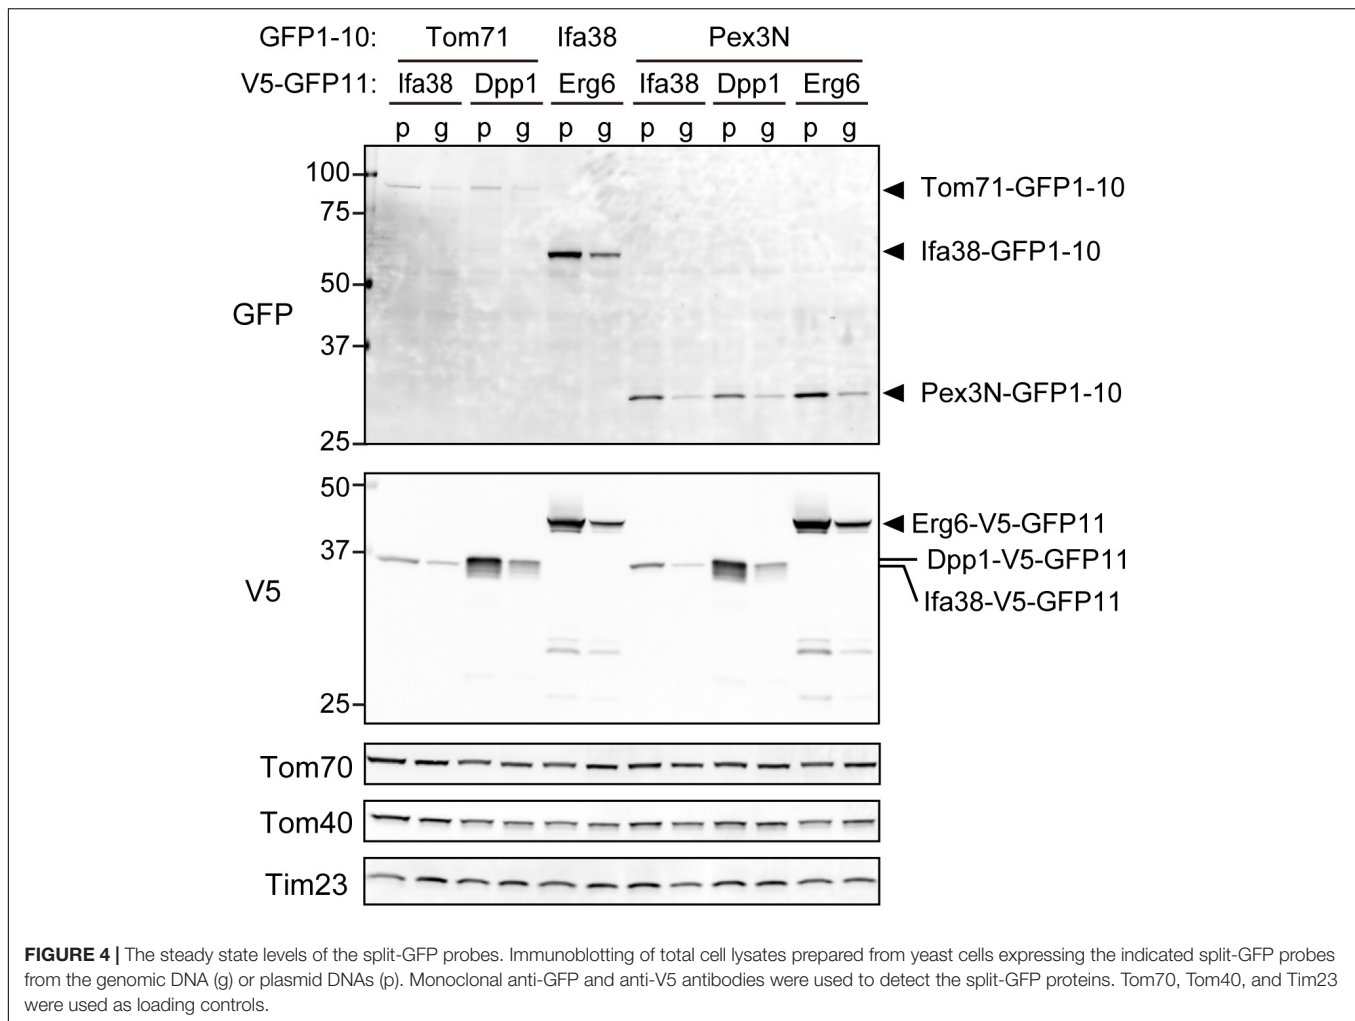 GFP1-10: Tom71 Ifa38 Pex3N
V5-GFP11: Ifa38 Dpp1 Erg6 Ifa38 Dpp1 Erg6
p g p g p g p g p g p g
100
75
50
37
25
GFP
Tom71-GFP1-10
Ifa38-GFP1-10
Pex3N-GFP1-10
50
37
25
V5
Erg6-V5-GFP11
Dpp1-V5-GFP11
Ifa38-V5-GFP11
Tom70
Tom40
Tim23
FIGURE 4 | The steady state levels of the split-GFP probes. Immunoblotting of total cell lysates prepared from yeast cells expressing the indicated split-GFP probes
from the genomic DNA (g) or plasmid DNAs (p). Monoclonal anti-GFP and anti-V5 antibodies were used to detect the split-GFP proteins. Tom70, Tom40, and Tim23
were used as loading controls.